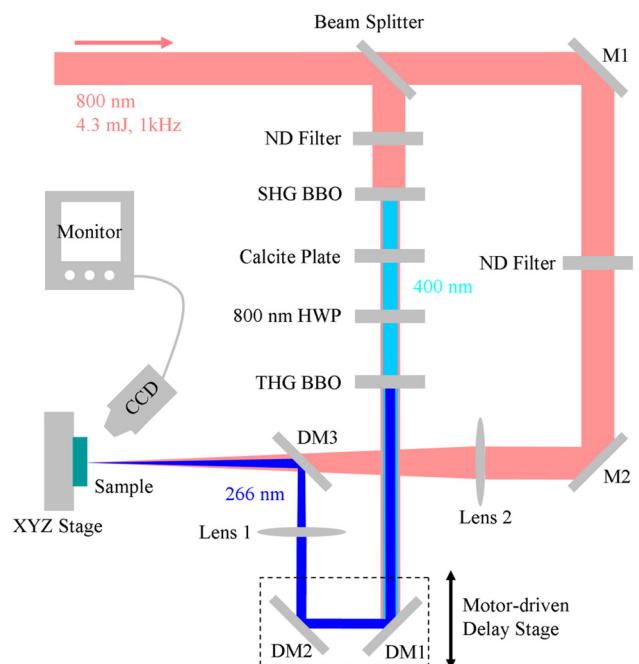 Beam Splitter
M1
800 nm
4.3 mJ, 1kHz
ND Filter
SHG BBO
Monitor
Calcite Plate
ND Filter
400 nm
800 nm HWP
THG BBO
CCD
DM3
Sample
266 nm
M2
XYZ Stage
Lens 1
Lens 2
Motor-driven
Delay Stage
DM2
DM1